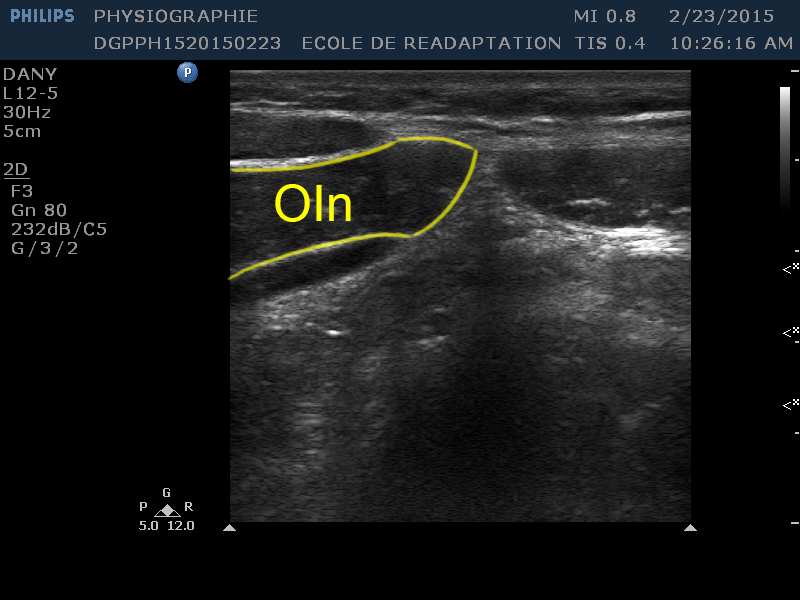 PHILIPS PHYSIOGRAPHIE MI 0.8 2/23/2015
DGPPH1520150223 ECOLE DE READAPTATION TIS 0.4 10:26:16 AM
DANY
L12-5
30Hz
5cm
P
2D
F3
Gn 80
232dB/C5
G/3/2
OIn
G
P R
5.0 12.0